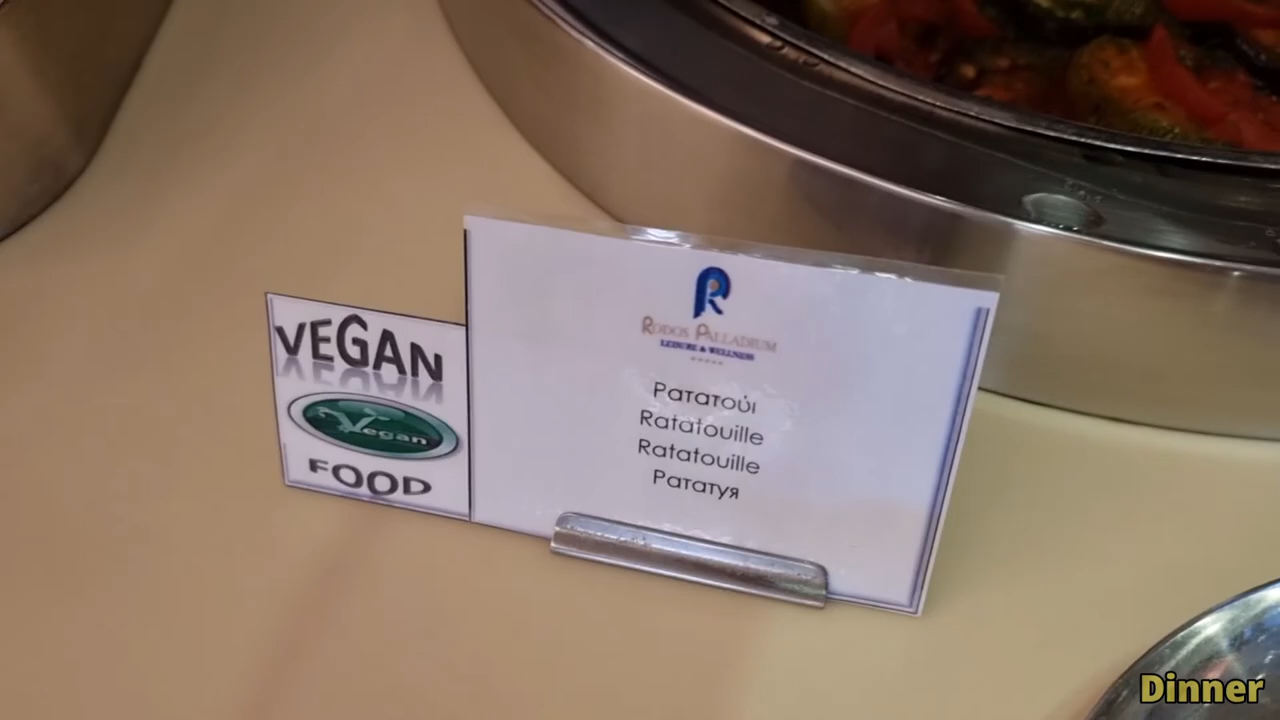 VEGAN
Vegan
FOOD
RODOS PALLADIUM
LEISURE & WELLNESS
Ρατατούι
Ratatouille
Ratatouille
Рататуя
Dinner